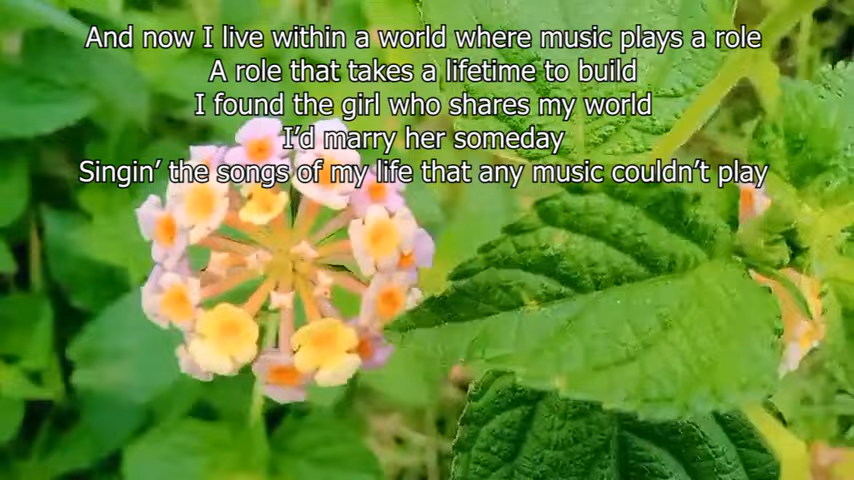 And now I live within a world where music plays a role
A role that takes a lifetime to build
I found the girl who shares my world
I'd marry her someday
Singin' the songs of my life that any music couldn't play